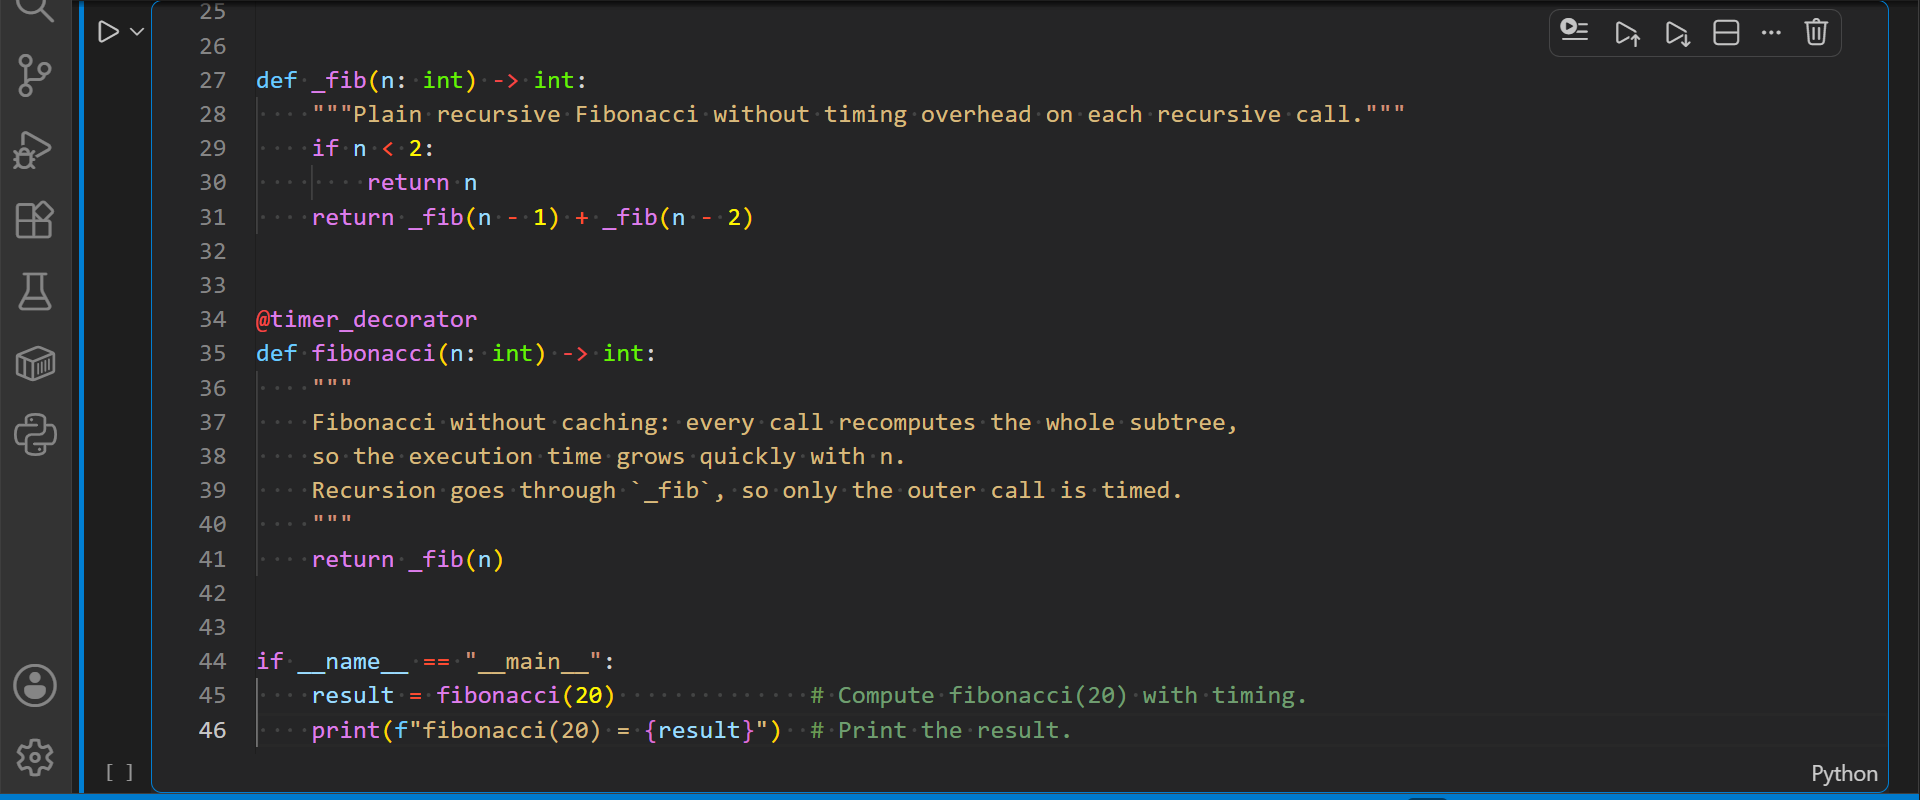 25
26
27 def _fib(n: int) -> int:
28     """Plain recursive Fibonacci without timing overhead on each recursive call."""
29     if n < 2:
30         return n
31     return _fib(n - 1) + _fib(n - 2)
32
33
34 @timer_decorator
35 def fibonacci(n: int) -> int:
36     """
37     Fibonacci without caching: every call recomputes the whole subtree,
38     so the execution time grows quickly with n.
39     Recursion goes through `_fib`, so only the outer call is timed.
40     """
41     return _fib(n)
42
43
44 if __name__ == "__main__":
45     result = fibonacci(20)              # Compute fibonacci(20) with timing.
46     print(f"fibonacci(20) = {result}")  # Print the result.
[ ]
Python